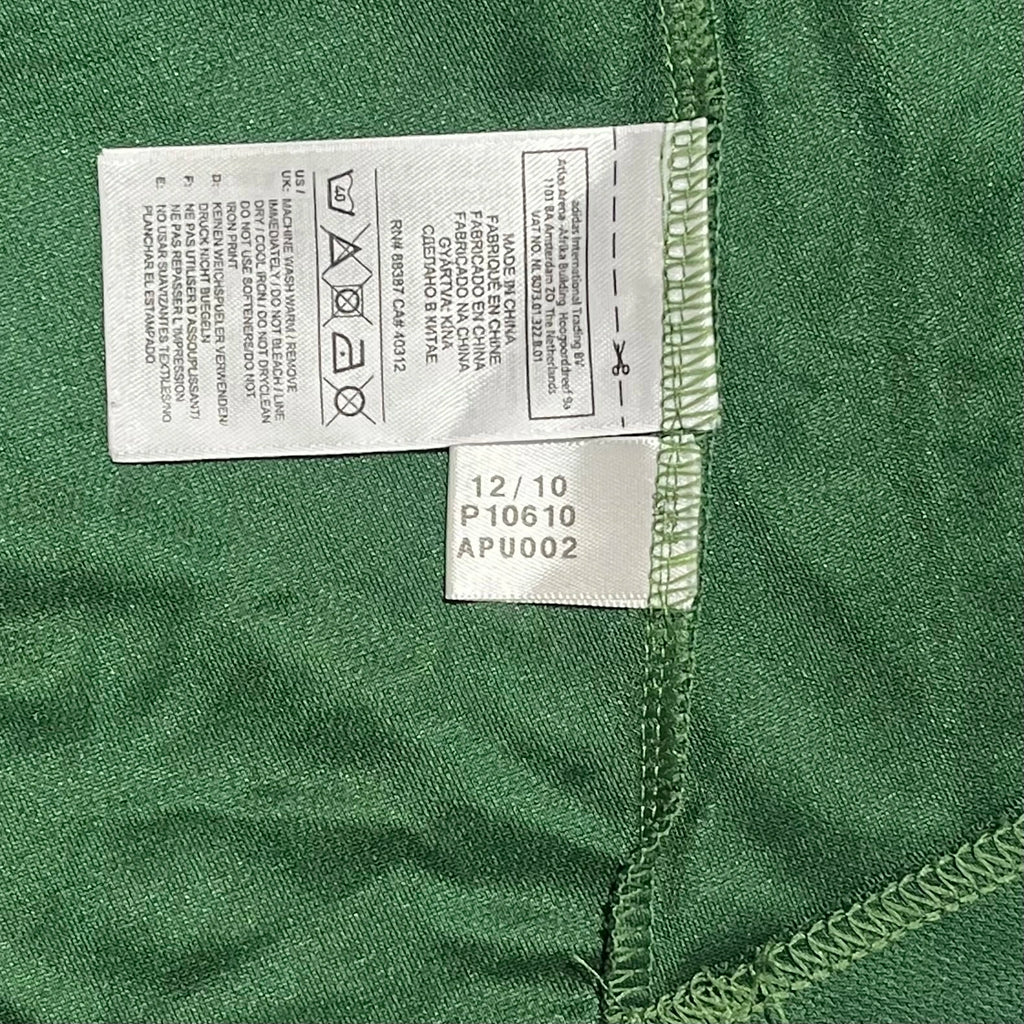 adidas International Trading BV
Atlas Arena - Afrika Building Hoogoorddreef 9a
1101 BA Amsterdam ZO The Netherlands
VAT NO. NL 8073.01.322.B.01
MADE IN CHINA
FABRIQUÉ EN CHINE
FABRICADO EN CHINA
FABRICADO NA CHINA
GYÁRTVA: KÍNA
СДЕЛАНО В КИТАЕ
RN# 88387 CA# 40312
40
US /
UK: MACHINE WASH WARM / REMOVE
IMMEDIATELY / DO NOT BLEACH / LINE
DRY / COOL IRON / DO NOT DRYCLEAN
DO NOT USE SOFTENERS/DO NOT
IRON PRINT
D: KEINEN WEICHSPUELER VERWENDEN/
DRUCK NICHT BUEGELN
F: NE PAS UTILISER D ASSOUPLISSANT/
NE PAS REPASSER L'IMPRESSION
E: NO USAR SUAVIZANTES TEXTILES/NO
PLANCHAR EL ESTAMPADO
12/10
P10610
APU002